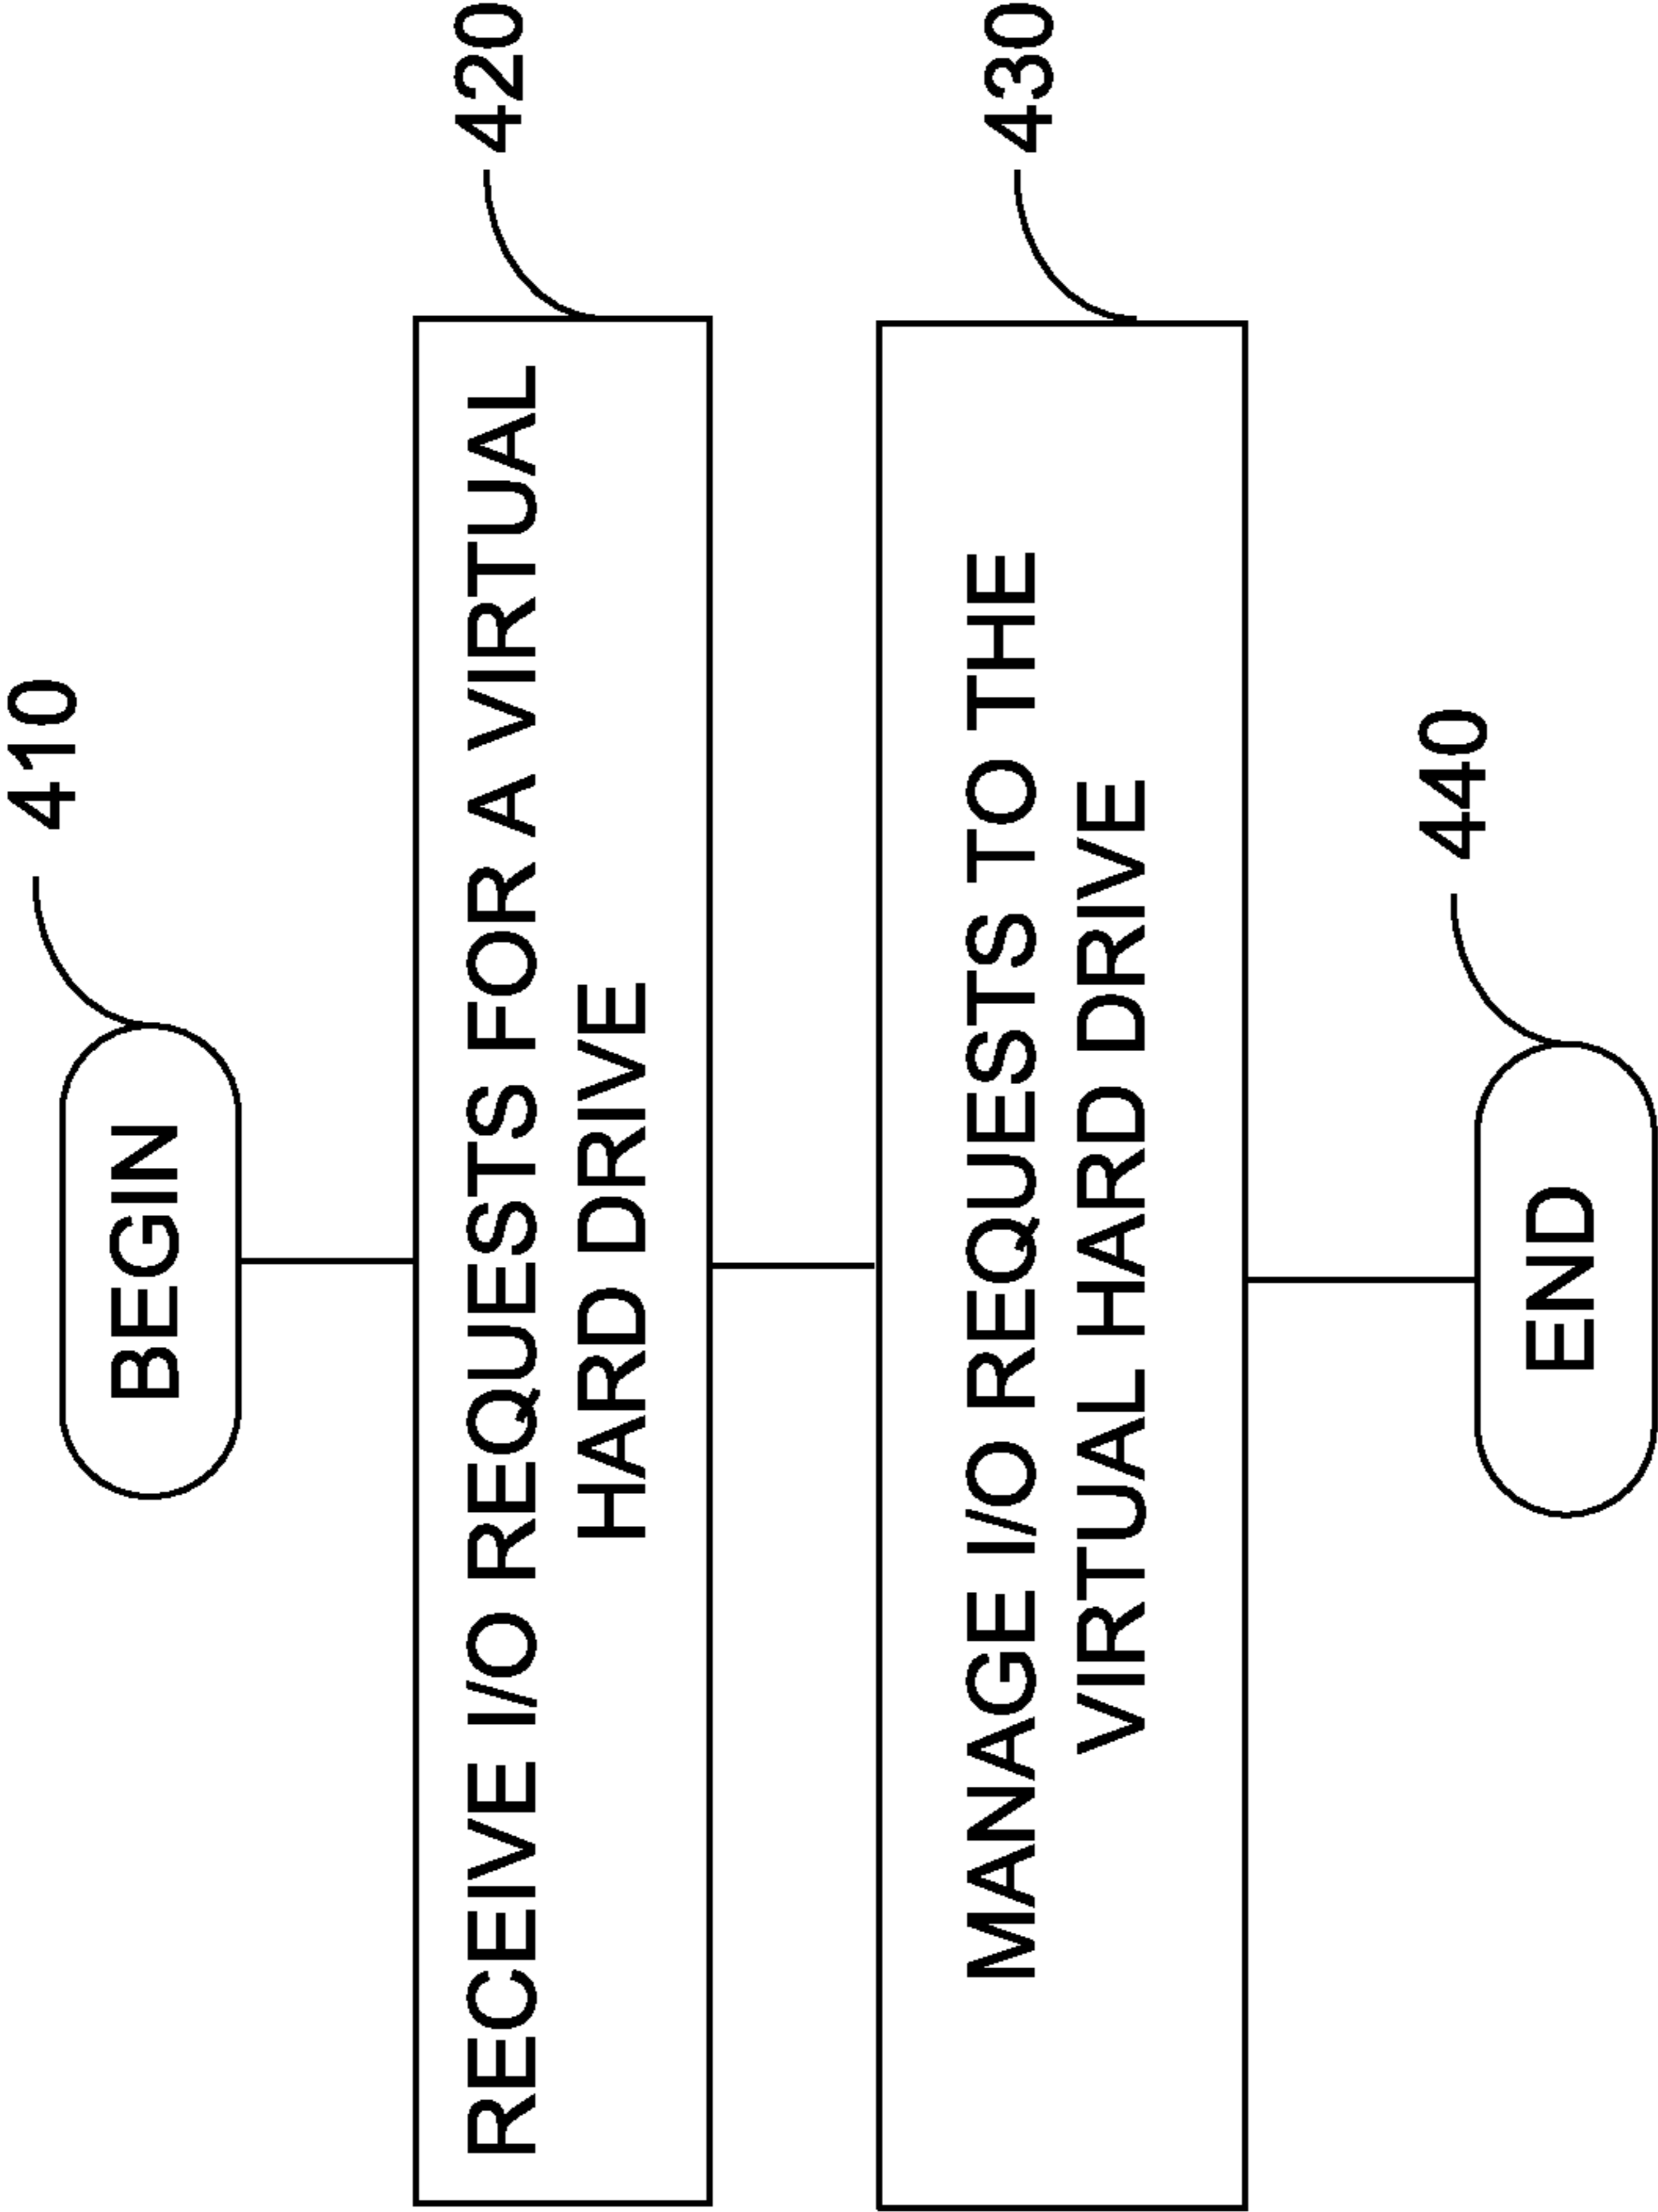 410
BEGIN
420
RECEIVE I/O REQUESTS FOR A VIRTUAL
HARD DRIVE
430
MANAGE I/O REQUESTS TO THE
VIRTUAL HARD DRIVE
440
END